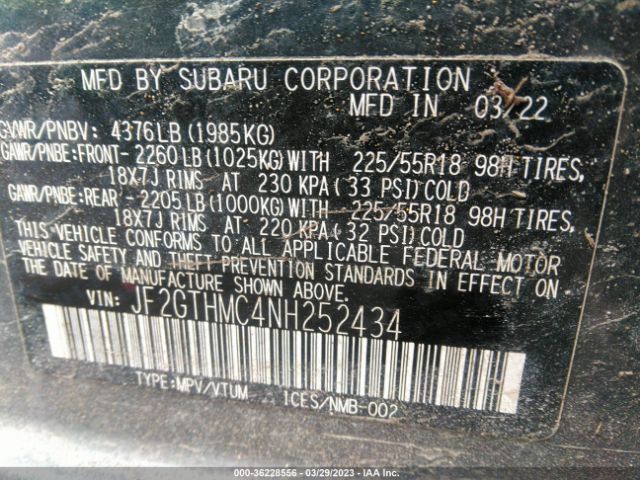 MFD BY SUBARU CORPORATION
MFD IN 03/22
GVWR/PNBV: 4376LB(1985KG)
GAWR/PNBE:FRONT-2260LB(1025KG)WITH 225/55R18 98H TIRES,
18X7J RIMS AT 230 KPA(33 PSI)COLD
GAWR/PNBE:REAR -2205LB(1000KG)WITH 225/55R18 98H TIRES,
18X7J RIMS AT 220 KPA(32 PSI)COLD
THIS VEHICLE CONFORMS TO ALL APPLICABLE FEDERAL MOTOR
VEHICLE SAFETY AND THEFT PREVENTION STANDARDS IN EFFECT ON
THE DATE OF MANUFACTURE SHOWN ABOVE.
VIN: JF2GTHMC4NH252434
TYPE:MPV/VTUM ICES/NMB-002
000-36228556 — 03/29/2023 — IAA Inc.